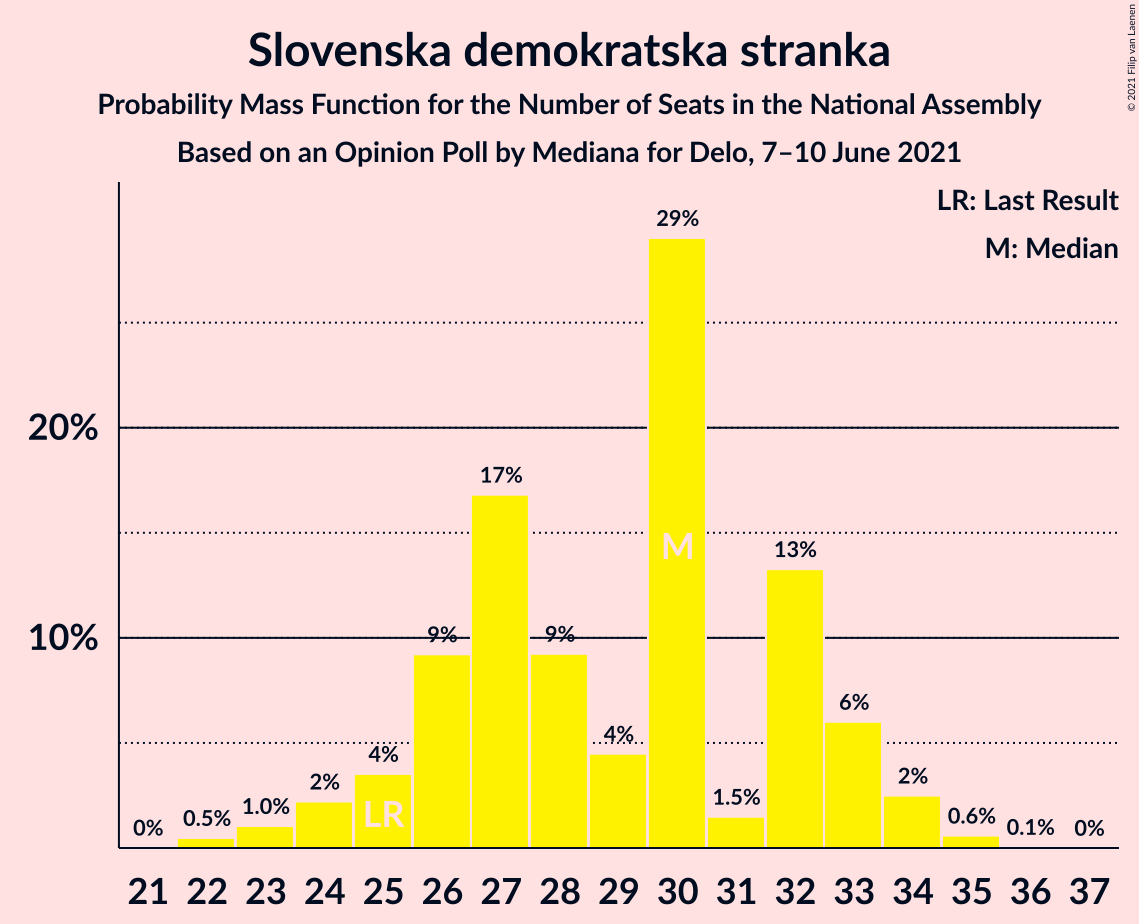 Slovenska demokratska stranka
Probability Mass Function for the Number of Seats in the National Assembly
Based on an Opinion Poll by Mediana for Delo, 7–10 June 2021
© 2021 Filip van Laenen
LR: Last Result
M: Median
20%
10%
0%
0.5%
1.0%
2%
4%
9%
17%
9%
4%
29%
1.5%
13%
6%
2%
0.6%
0.1%
0%
LR
M
21 22 23 24 25 26 27 28 29 30 31 32 33 34 35 36 37